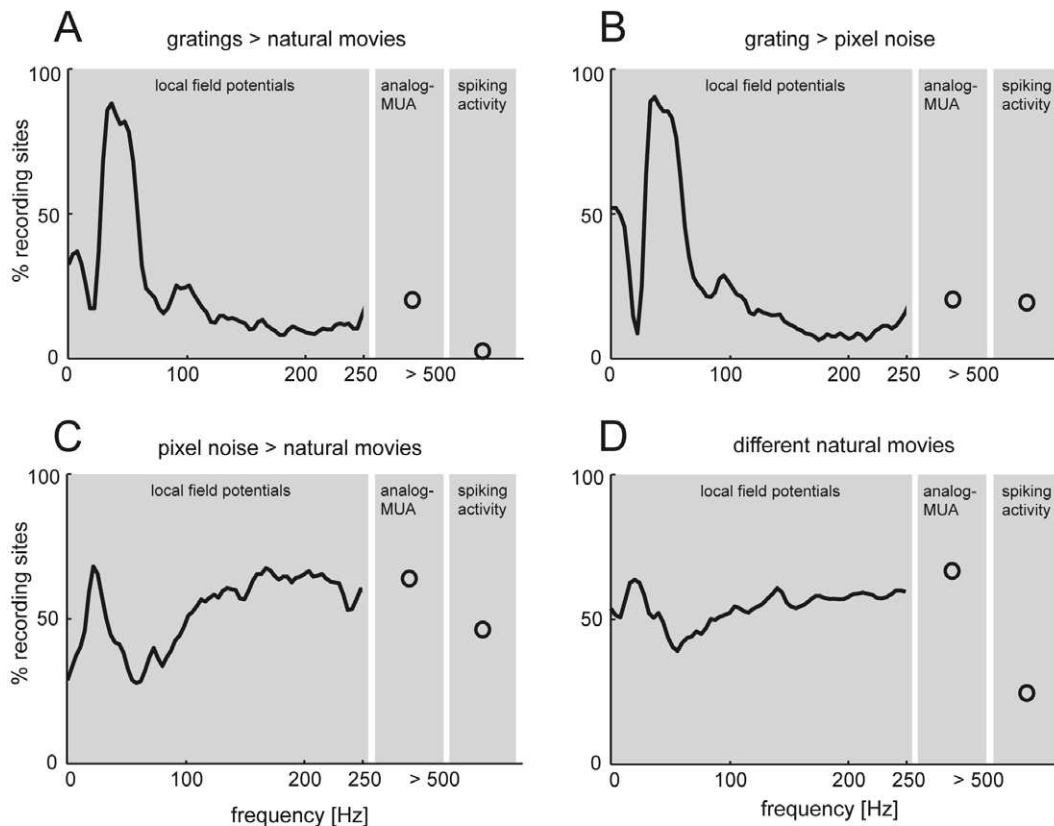 A
gratings > natural movies
% recording sites
100
50
0
local field potentials
analog-
MUA
spiking
activity
0
100
200
250
> 500
B
grating > pixel noise
100
50
0
local field potentials
analog-
MUA
spiking
activity
0
100
200
250
> 500
C
pixel noise > natural movies
% recording sites
100
50
0
local field potentials
analog-
MUA
spiking
activity
0
100
200
250
> 500
frequency [Hz]
D
different natural movies
100
50
0
local field potentials
analog-
MUA
spiking
activity
0
100
200
250
> 500
frequency [Hz]